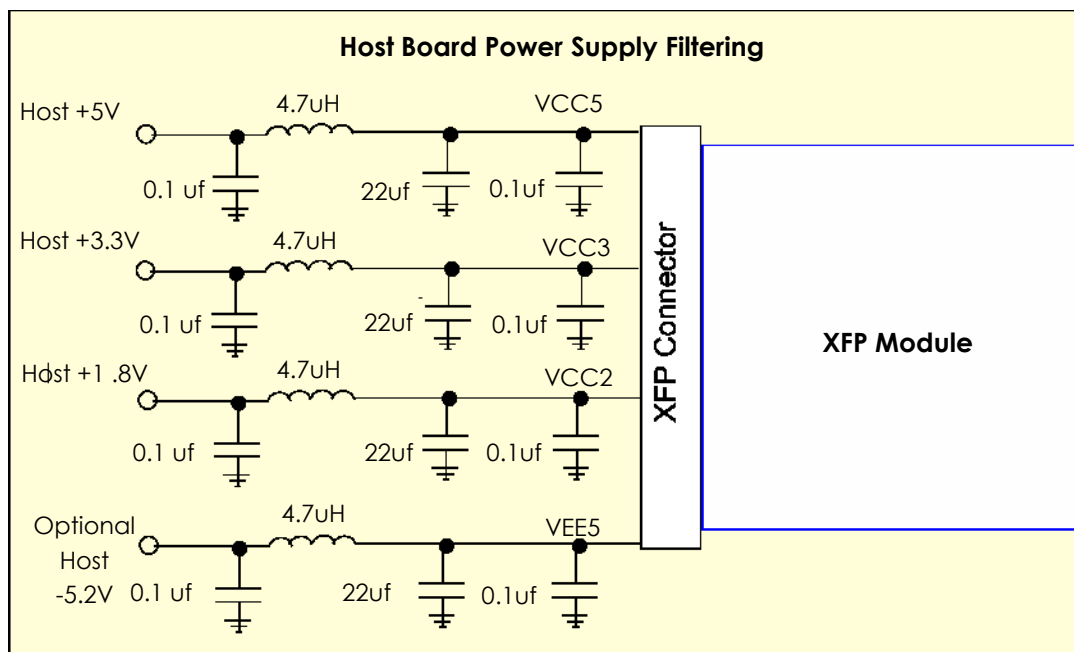 Host Board Power Supply Filtering
Host +5V
4.7uH
VCC5
0.1 uf
22uf
0.1uf
Host +3.3V
4.7uH
VCC3
0.1 uf
22uf
0.1uf
Host +1 .8V
4.7uH
VCC2
0.1 uf
22uf
0.1uf
Optional
Host
-5.2V
4.7uH
VEE5
0.1 uf
22uf
0.1uf
XFP Connector
XFP Module